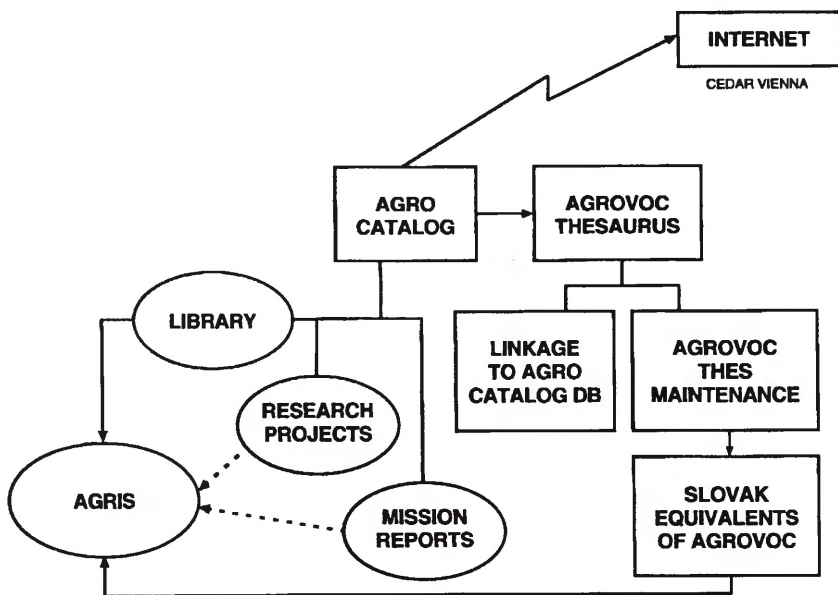 INTERNET
CEDAR VIENNA
AGRO
CATALOG
AGROVOC
THESAURUS
LIBRARY
LINKAGE
TO AGRO
CATALOG DB
AGROVOC
THES
MAINTENANCE
RESEARCH
PROJECTS
AGRIS
MISSION
REPORTS
SLOVAK
EQUIVALENTS
OF AGROVOC